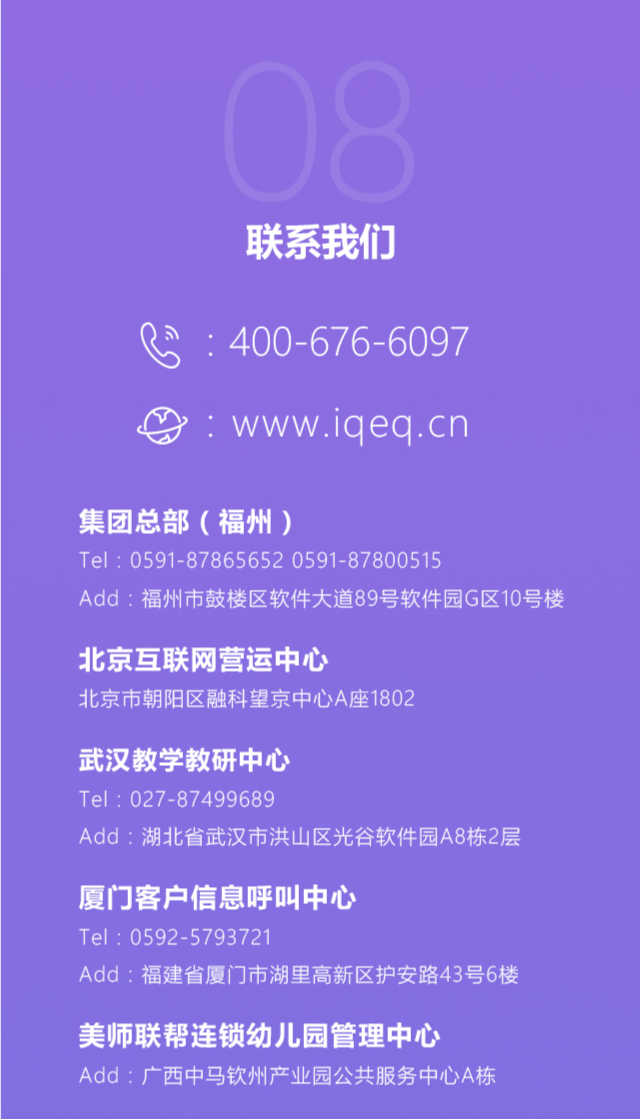 08
联系我们
：400-676-6097
：www.iqeq.cn
集团总部（福州）
Tel：0591-87865652 0591-87800515
Add：福州市鼓楼区软件大道89号软件园G区10号楼
北京互联网营运中心
北京市朝阳区融科望京中心A座1802
武汉教学教研中心
Tel：027-87499689
Add：湖北省武汉市洪山区光谷软件园A8栋2层
厦门客户信息呼叫中心
Tel：0592-5793721
Add：福建省厦门市湖里高新区护安路43号6楼
美师联帮连锁幼儿园管理中心
Add：广西中马钦州产业园公共服务中心A栋